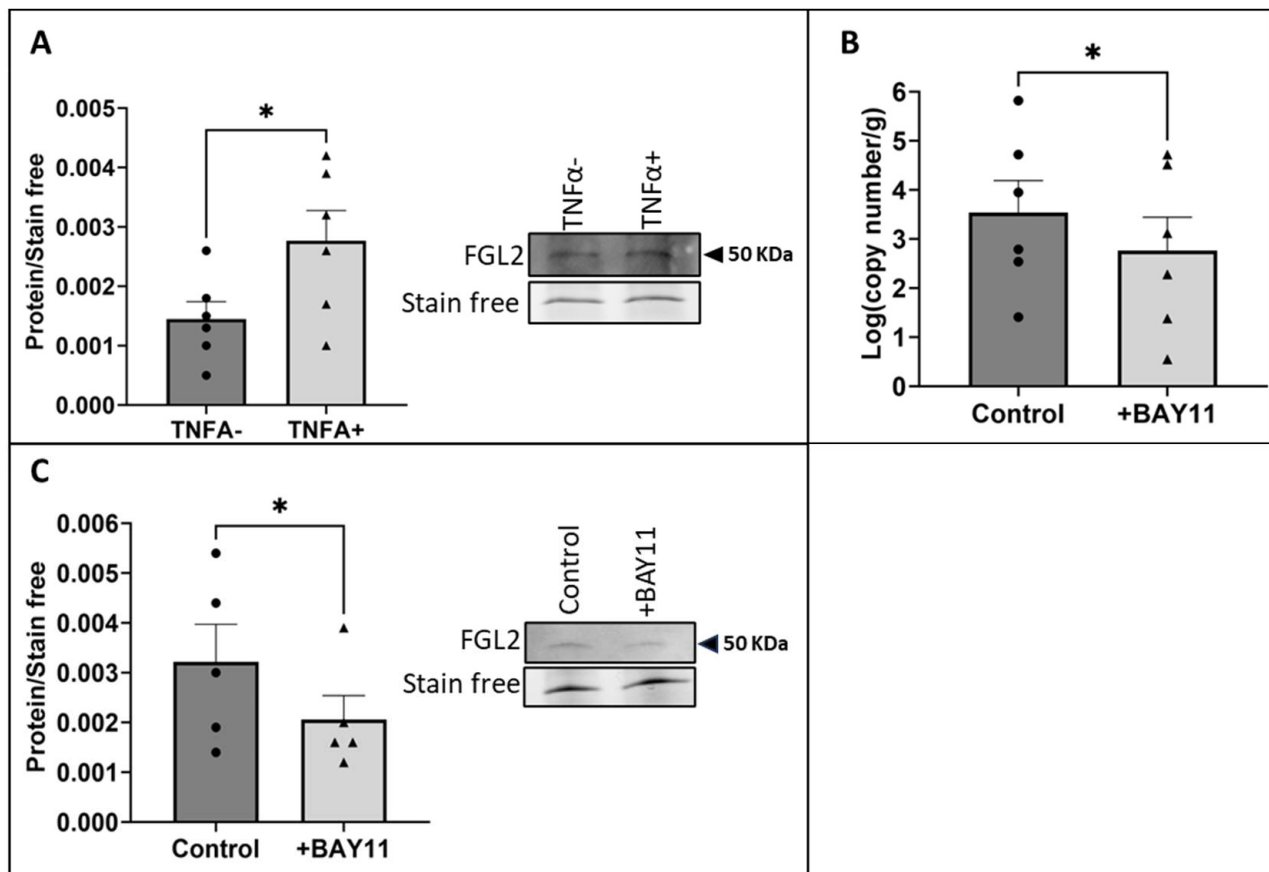 A
Protein/Stain free
0.005
0.004
0.003
0.002
0.001
0.000
*
TNFA-
TNFA+
TNFα-
TNFα+
FGL2
50 KDa
Stain free
B
Log(copy number/g)
6
5
4
3
2
1
0
*
Control
+BAY11
C
Protein/Stain free
0.006
0.005
0.004
0.003
0.002
0.001
0.000
*
Control
+BAY11
Control
+BAY11
FGL2
50 KDa
Stain free